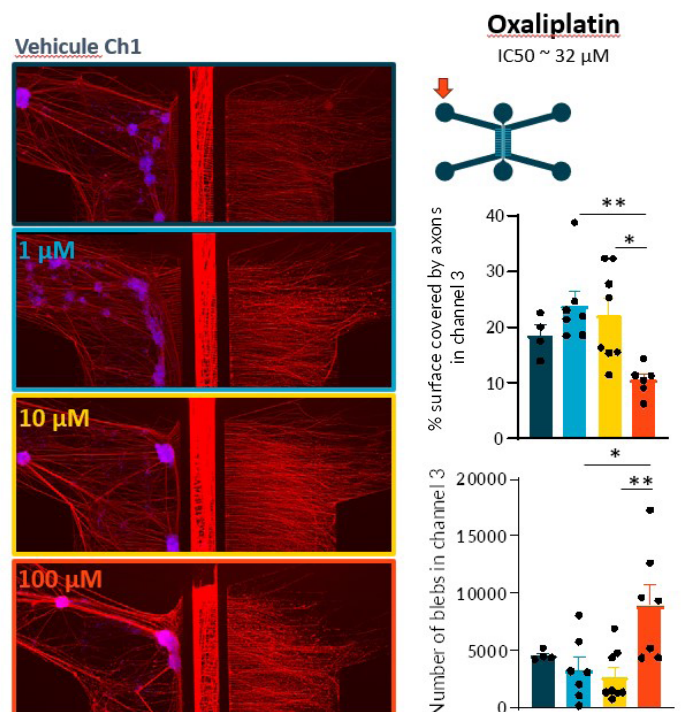 Vehicule Ch1
1 µM
10 µM
100 µM
Oxaliplatin
IC50 ~ 32 µM
% surface covered by axons
in channel 3
40
30
20
10
0
**
*
Number of blebs in channel 3
20000
15000
10000
5000
0
*
**